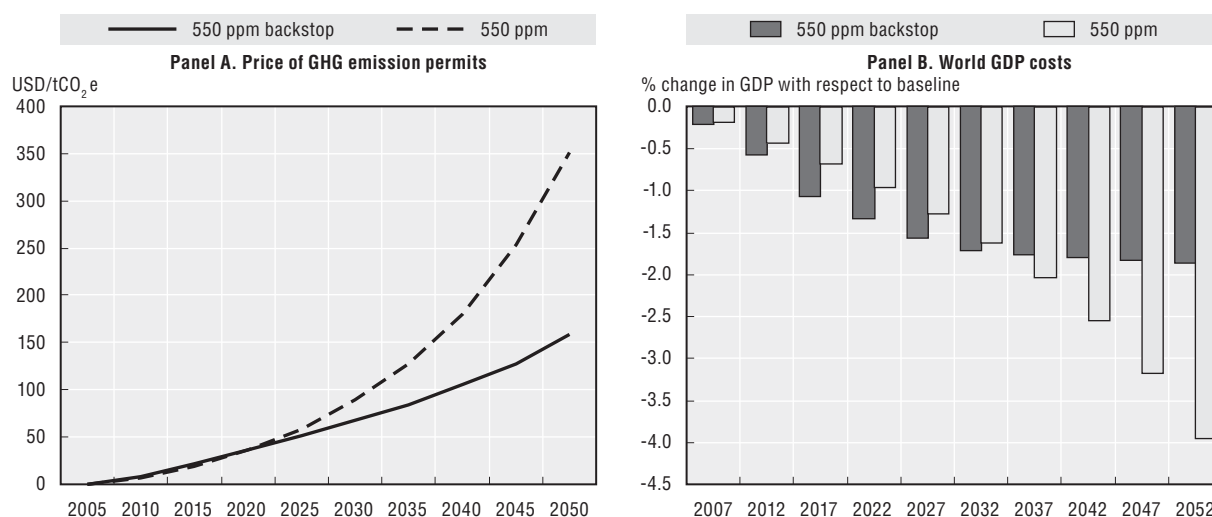 550 ppm backstop 550 ppm
Panel A. Price of GHG emission permits
USD/tCO2e
400
350
300
250
200
150
100
50
0
2005 2010 2015 2020 2025 2030 2035 2040 2045 2050
550 ppm backstop 550 ppm
Panel B. World GDP costs
% change in GDP with respect to baseline
0.0
-0.5
-1.0
-1.5
-2.0
-2.5
-3.0
-3.5
-4.0
-4.5
2007 2012 2017 2022 2027 2032 2037 2042 2047 2052